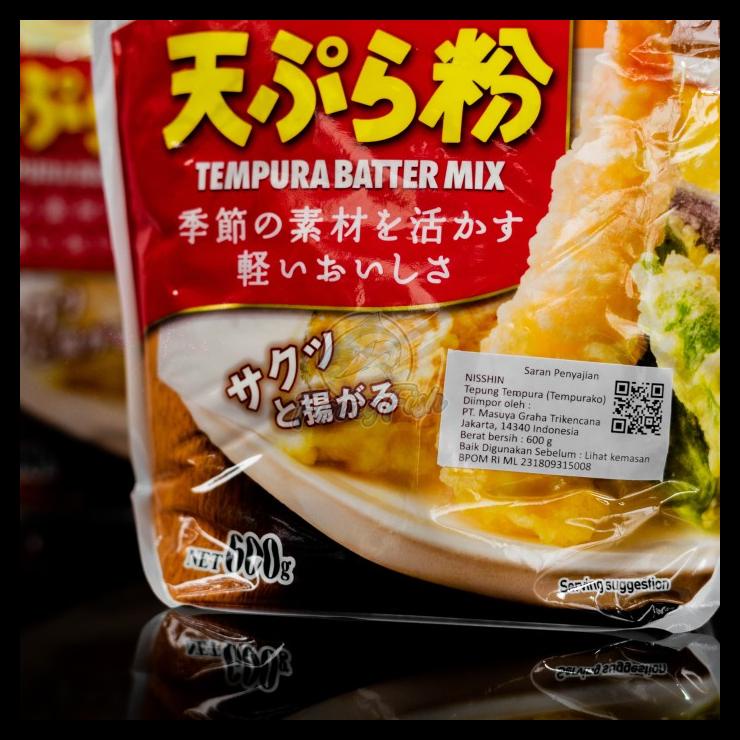 天ぷら粉
TEMPURA BATTER MIX
季節の素材を活かす
軽いおいしさ
サクッ
と揚がる
Saran Penyajian
NISSHIN
Tepung Tempura (Tempurako)
Diimpor oleh :
PT. Masuya Graha Trikencana
Jakarta, 14340 Indonesia
Berat bersih : 600 g
Baik Digunakan Sebelum : Lihat kemasan
BPOM RI ML 231809315008
NET 600g
Serving suggestion